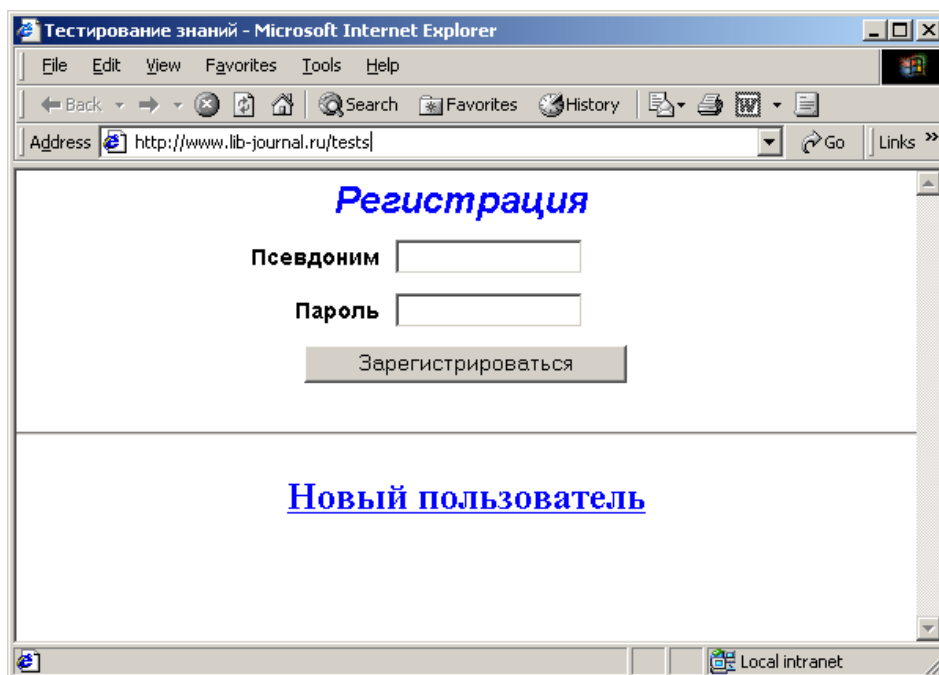 Тестирование знаний - Microsoft Internet Explorer
File Edit View Favorites Tools Help
Back Search Favorites History
Address http://www.lib-journal.ru/tests Go Links »
Регистрация
Псевдоним
Пароль
Зарегистрироваться
Новый пользователь
Local intranet